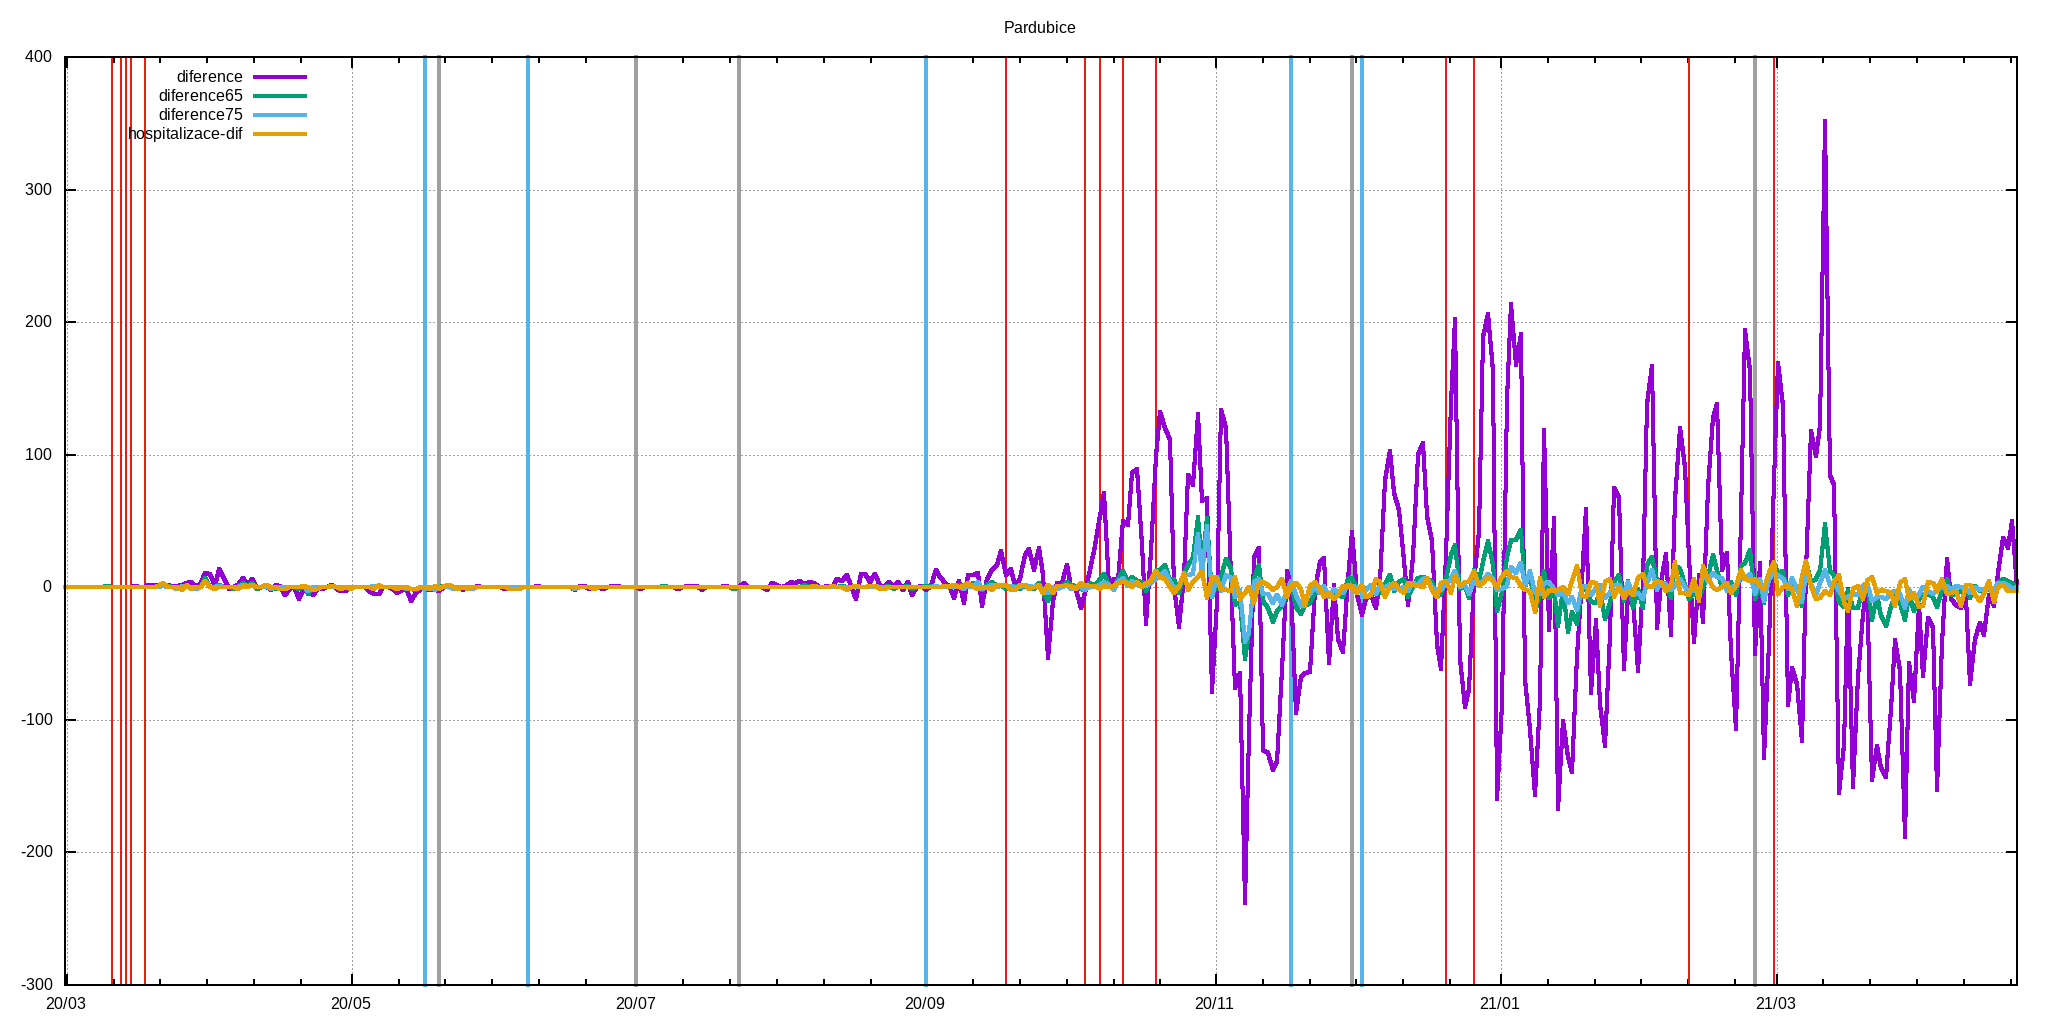 Pardubice
400
diference
diference65
diference75
hospitalizace-dif
300
200
100
0
-100
-200
-300
20/03 20/05 20/07 20/09 20/11 21/01 21/03